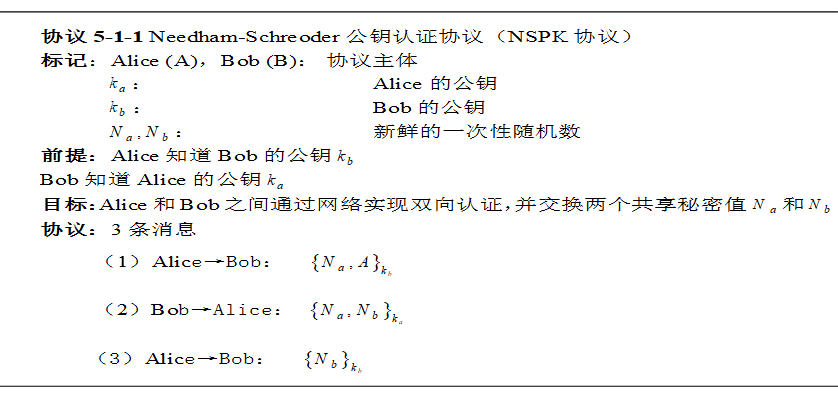 协议 5-1-1 Needham-Schreoder 公钥认证协议（NSPK 协议）
标记：Alice (A)，Bob (B)： 协议主体
k_a： Alice 的公钥
k_b： Bob 的公钥
N_a,N_b： 新鲜的一次性随机数
前提：Alice 知道 Bob 的公钥 k_b
Bob 知道 Alice 的公钥 k_a
目标：Alice 和 Bob 之间通过网络实现双向认证，并交换两个共享秘密值 N_a 和 N_b
协议：3 条消息
（1）Alice→Bob： {N_a, A}_{k_b}
（2）Bob→Alice： {N_a, N_b}_{k_a}
（3）Alice→Bob： {N_b}_{k_b}